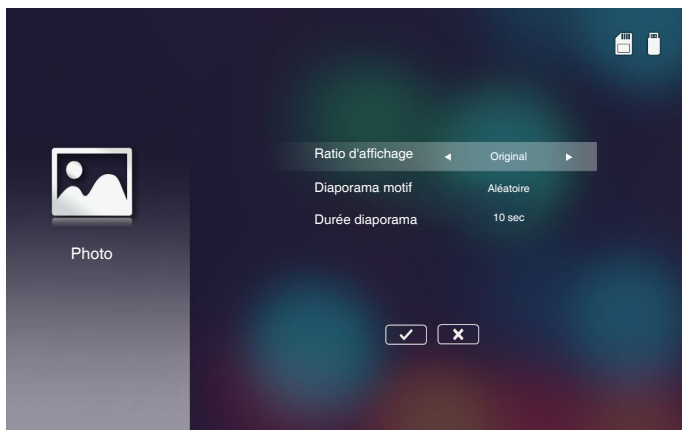 Ratio d'affichage ◄ Original ►
Diaporama motif Aléatoire
Durée diaporama 10 sec
Photo